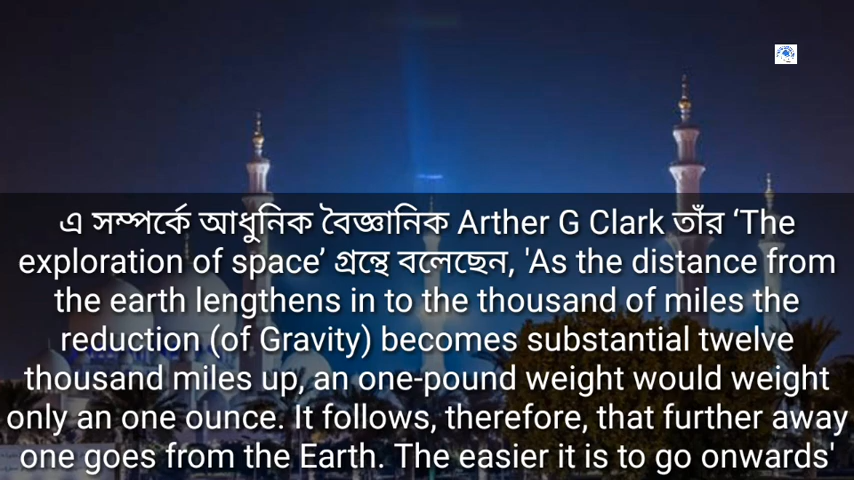 এ সম্পর্কে আধুনিক বৈজ্ঞানিক Arther G Clark তাঁর ‘The
exploration of space’ গ্রন্থে বলেছেন, 'As the distance from
the earth lengthens in to the thousand of miles the
reduction (of Gravity) becomes substantial twelve
thousand miles up, an one-pound weight would weight
only an one ounce. It follows, therefore, that further away
one goes from the Earth. The easier it is to go onwards'